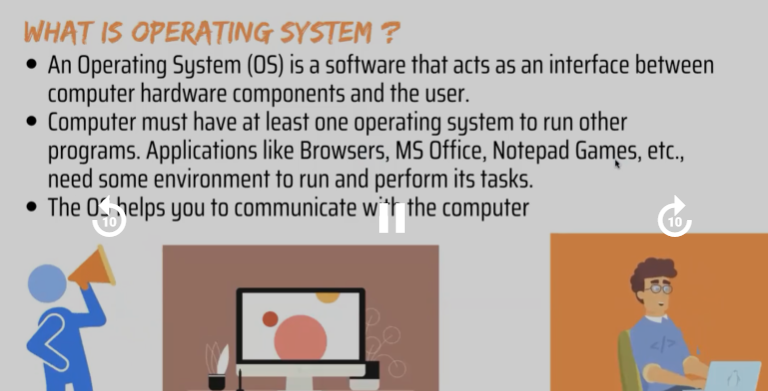 WHAT IS OPERATING SYSTEM ?
• An Operating System (OS) is a software that acts as an interface between
computer hardware components and the user.
• Computer must have at least one operating system to run other
programs. Applications like Browsers, MS Office, Notepad Games, etc.,
need some environment to run and perform its tasks.
• The OS helps you to communicate with the computer
10
10
</>